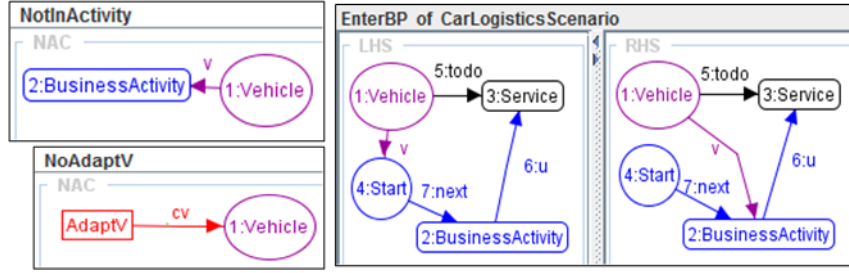 NotInActivity
NAC
v
2:BusinessActivity
1:Vehicle
NoAdaptV
NAC
AdaptV
cv
1:Vehicle
EnterBP of CarLogisticsScenario
LHS
5:todo
1:Vehicle
3:Service
v
6:u
4:Start
7:next
2:BusinessActivity
RHS
5:todo
1:Vehicle
3:Service
v
6:u
4:Start
7:next
2:BusinessActivity